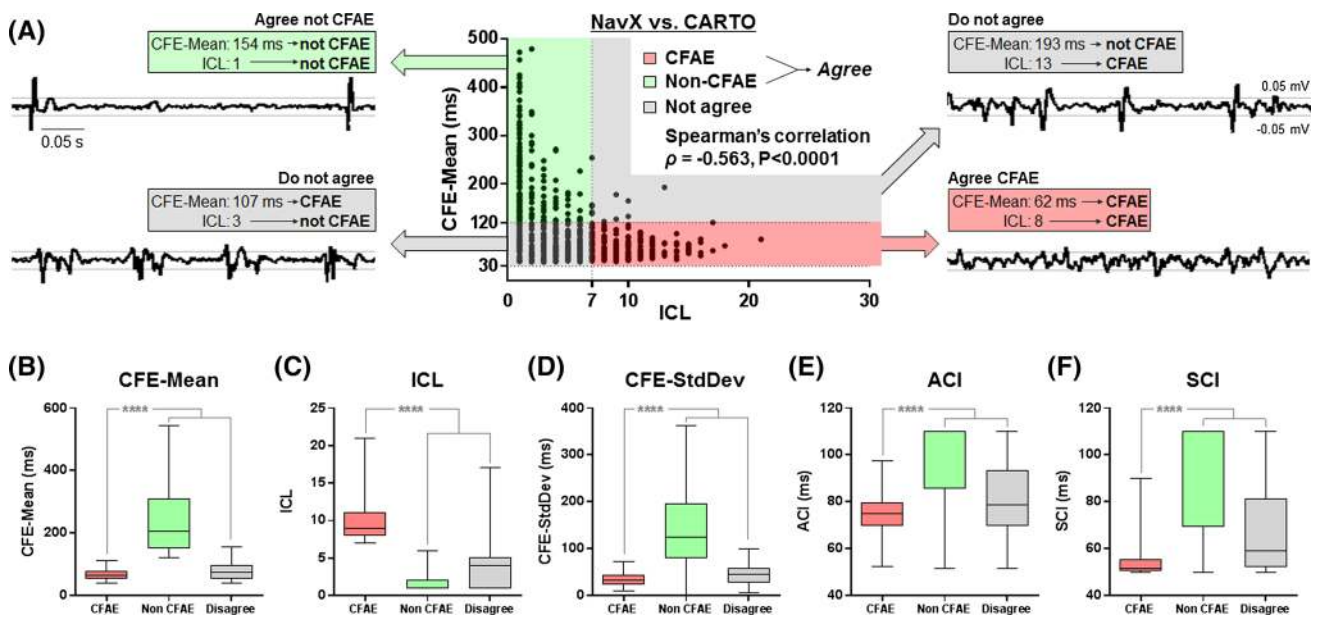 (A)
Agree not CFAE
CFE-Mean: 154 ms → not CFAE
ICL: 1 → not CFAE
0.05 s
Do not agree
CFE-Mean: 107 ms → CFAE
ICL: 3 → not CFAE
NavX vs. CARTO
CFE-Mean (ms)
500
400
300
200
120
30
0
7
10
20
30
ICL
CFAE
Non-CFAE
Agree
Not agree
Spearman's correlation
ρ = -0.563, P<0.0001
Do not agree
CFE-Mean: 193 ms → not CFAE
ICL: 13 → CFAE
0.05 mV
-0.05 mV
Agree CFAE
CFE-Mean: 62 ms → CFAE
ICL: 8 → CFAE
(B)
CFE-Mean
CFE-Mean (ms)
600
400
200
0
****
CFAE Non CFAE Disagree
(C)
ICL
ICL
25
20
15
10
5
0
****
CFAE Non CFAE Disagree
(D)
CFE-StdDev
CFE-StdDev (ms)
400
300
200
100
0
****
CFAE Non CFAE Disagree
(E)
ACI
ACI (ms)
120
100
80
60
40
****
CFAE Non CFAE Disagree
(F)
SCI
SCI (ms)
120
100
80
60
40
****
CFAE Non CFAE Disagree